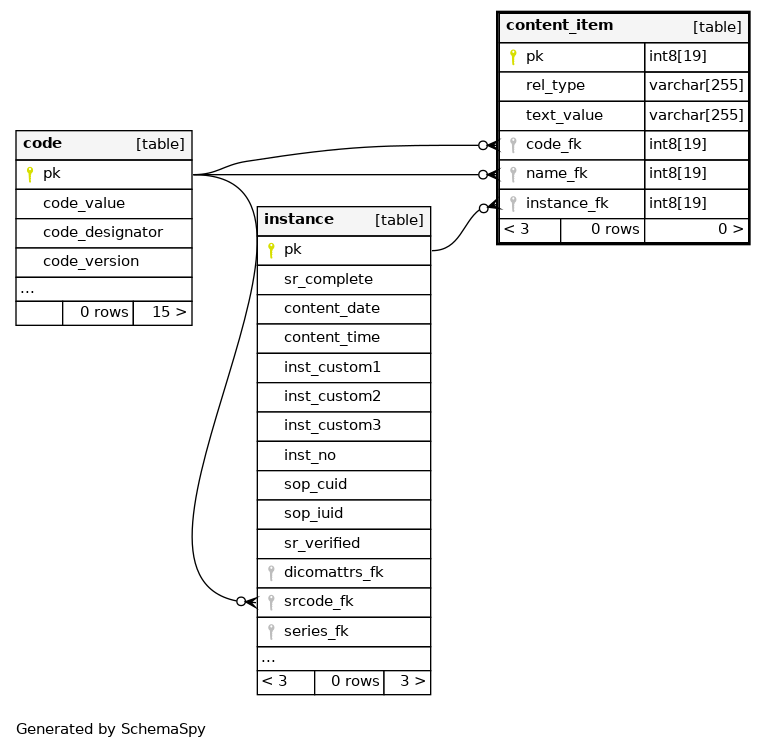 content_item [table]
pk int8[19]
rel_type varchar[255]
text_value varchar[255]
code_fk int8[19]
name_fk int8[19]
instance_fk int8[19]
< 3 0 rows 0 >
code [table]
pk
code_value
code_designator
code_version
...
0 rows 15 >
instance [table]
pk
sr_complete
content_date
content_time
inst_custom1
inst_custom2
inst_custom3
inst_no
sop_cuid
sop_iuid
sr_verified
dicomattrs_fk
srcode_fk
series_fk
...
< 3 0 rows 3 >
Generated by SchemaSpy